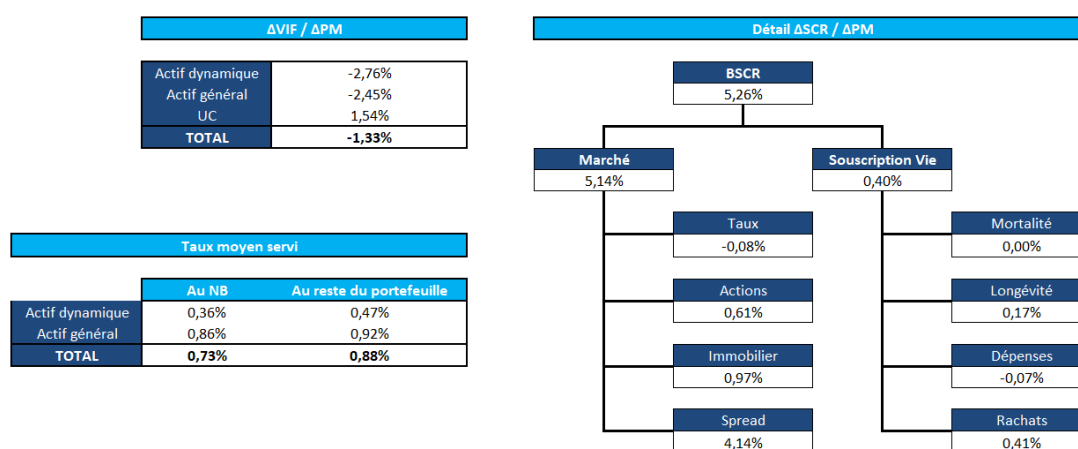 ΔVIF / ΔPM
Actif dynamique -2,76%
Actif général -2,45%
UC 1,54%
TOTAL -1,33%
Taux moyen servi
Au NB Au reste du portefeuille
Actif dynamique 0,36% 0,47%
Actif général 0,86% 0,92%
TOTAL 0,73% 0,88%
Détail ΔSCR / ΔPM
BSCR
5,26%
Marché
5,14%
Souscription Vie
0,40%
Taux
-0,08%
Actions
0,61%
Immobilier
0,97%
Spread
4,14%
Mortalité
0,00%
Longévité
0,17%
Dépenses
-0,07%
Rachats
0,41%